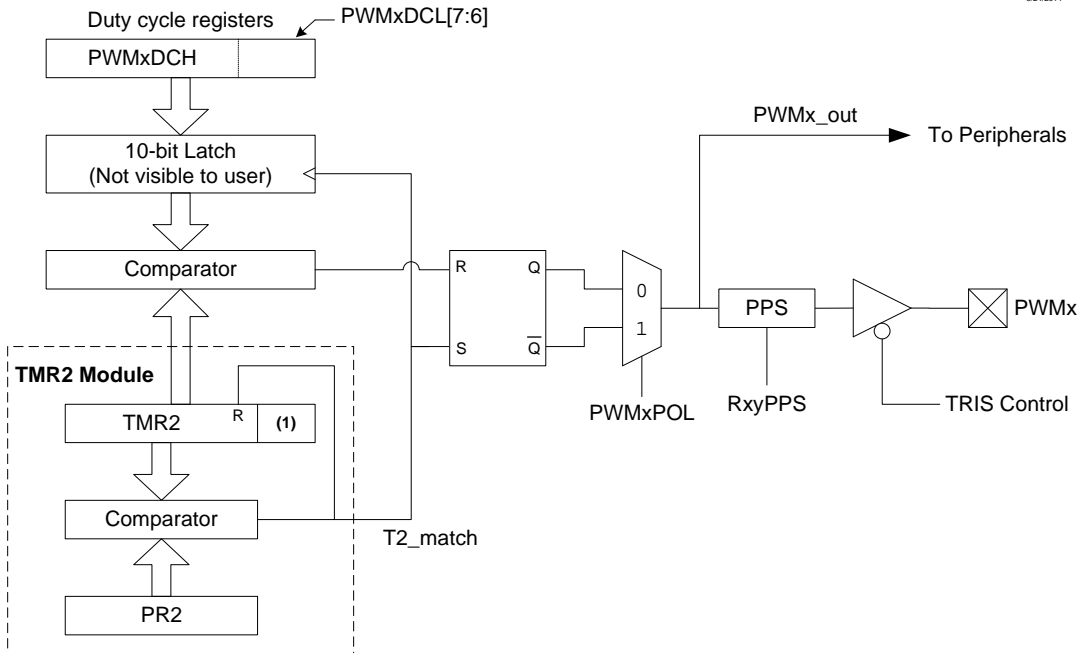 Duty cycle registers
PWMxDCL[7:6]
PWMxDCH
10-bit Latch
(Not visible to user)
Comparator
R
Q
S
Q̅
0
1
PWMxPOL
PWMx_out
To Peripherals
PPS
RxyPPS
PWMx
TRIS Control
TMR2 Module
TMR2
R
(1)
Comparator
T2_match
PR2